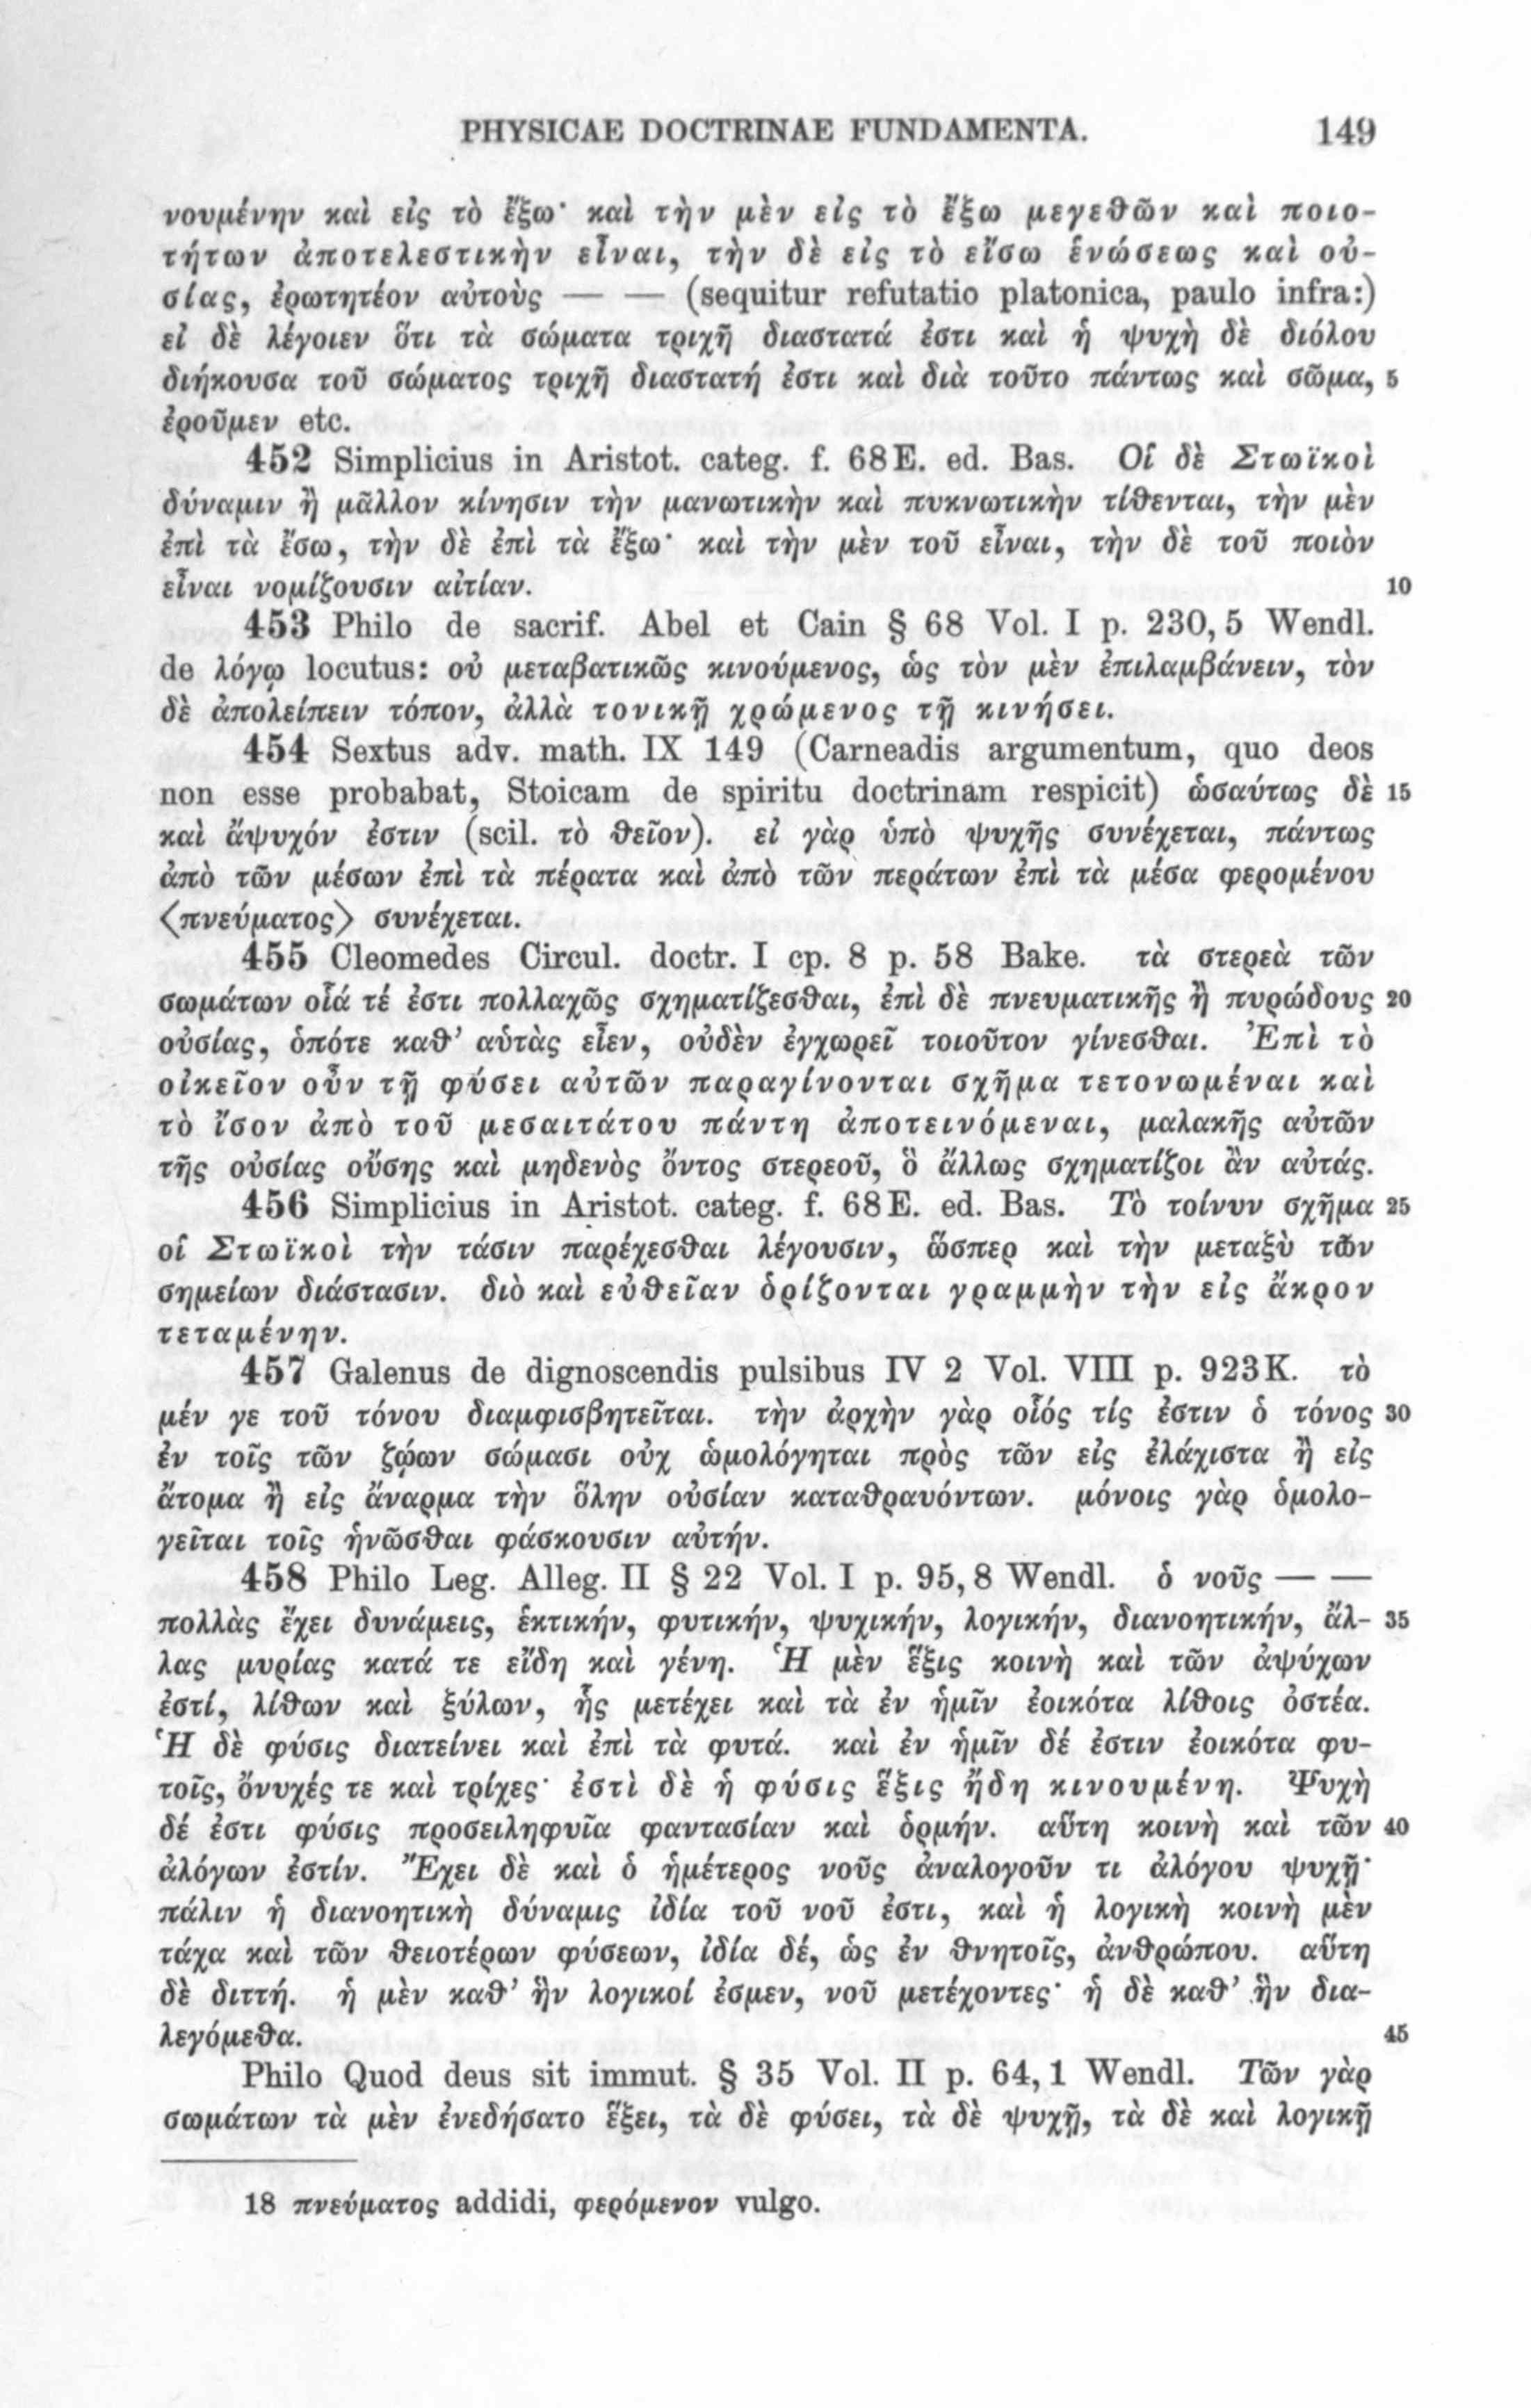 PHYSICAE DOCTRINAE FUNDAMENTA. 149
νουμένην καὶ εἰς τὸ ἔξω· καὶ τὴν μὲν εἰς τὸ ἔξω μεγεθῶν καὶ ποιο-
τήτων ἀποτελεστικὴν εἶναι, τὴν δὲ εἰς τὸ εἴσω ἑνώσεως καὶ οὐ-
σίας, ἐρωτητέον αὐτοὺς — — (sequitur refutatio platonica, paulo infra:)
εἰ δὲ λέγοιεν ὅτι τὰ σώματα τριχῆ διαστατά ἐστι καὶ ἡ ψυχὴ δὲ διόλου
διήκουσα τοῦ σώματος τριχῆ διαστατή ἐστι καὶ διὰ τοῦτο πάντως καὶ σῶμα, 5
ἐροῦμεν etc.
452 Simplicius in Aristot. categ. f. 68E. ed. Bas. Οἱ δὲ Στωϊκοὶ
δύναμιν ἢ μᾶλλον κίνησιν τὴν μανωτικὴν καὶ πυκνωτικὴν τίθενται, τὴν μὲν
ἐπὶ τὰ ἔσω, τὴν δὲ ἐπὶ τὰ ἔξω· καὶ τὴν μὲν τοῦ εἶναι, τὴν δὲ τοῦ ποιὸν
εἶναι νομίζουσιν αἰτίαν. 10
453 Philo de sacrif. Abel et Cain § 68 Vol. I p. 230, 5 Wendl.
de λόγῳ locutus: οὐ μεταβατικῶς κινούμενος, ὡς τὸν μὲν ἐπιλαμβάνειν, τὸν
δὲ ἀπολείπειν τόπον, ἀλλὰ τονικῇ χρώμενος τῇ κινήσει.
454 Sextus adv. math. IX 149 (Carneadis argumentum, quo deos
non esse probabat, Stoicam de spiritu doctrinam respicit) ὡσαύτως δὲ 15
καὶ ἄψυχόν ἐστιν (scil. τὸ θεῖον). εἰ γὰρ ὑπὸ ψυχῆς συνέχεται, πάντως
ἀπὸ τῶν μέσων ἐπὶ τὰ πέρατα καὶ ἀπὸ τῶν περάτων ἐπὶ τὰ μέσα φερομένου
⟨πνεύματος⟩ συνέχεται.
455 Cleomedes Circul. doctr. I cp. 8 p. 58 Bake. τὰ στερεὰ τῶν
σωμάτων οἷά τέ ἐστι πολλαχῶς σχηματίζεσθαι, ἐπὶ δὲ πνευματικῆς ἢ πυρώδους 20
οὐσίας, ὁπότε καθ’ αὑτὰς εἶεν, οὐδὲν ἐγχωρεῖ τοιοῦτον γίνεσθαι. Ἐπὶ τὸ
οἰκεῖον οὖν τῇ φύσει αὐτῶν παραγίνονται σχῆμα τετονωμέναι καὶ
τὸ ἴσον ἀπὸ τοῦ μεσαιτάτου πάντη ἀποτεινόμεναι, μαλακῆς αὐτῶν
τῆς οὐσίας οὔσης καὶ μηδενὸς ὄντος στερεοῦ, ὃ ἄλλως σχηματίζοι ἂν αὐτάς.
456 Simplicius in Aristot. categ. f. 68E. ed. Bas. Τὸ τοίνυν σχῆμα 25
οἱ Στωϊκοὶ τὴν τάσιν παρέχεσθαι λέγουσιν, ὥσπερ καὶ τὴν μεταξὺ τῶν
σημείων διάστασιν. διὸ καὶ εὐθεῖαν ὁρίζονται γραμμὴν τὴν εἰς ἄκρον
τεταμένην.
457 Galenus de dignoscendis pulsibus IV 2 Vol. VIII p. 923K. τὸ
μέν γε τοῦ τόνου διαμφισβητεῖται. τὴν ἀρχὴν γὰρ οἷός τίς ἐστιν ὁ τόνος 30
ἐν τοῖς τῶν ζῴων σώμασι οὐχ ὡμολόγηται πρὸς τῶν εἰς ἐλάχιστα ἢ εἰς
ἄτομα ἢ εἰς ἄναρμα τὴν ὅλην οὐσίαν καταθραυόντων. μόνοις γὰρ ὁμολο-
γεῖται τοῖς ἡνῶσθαι φάσκουσιν αὐτήν.
458 Philo Leg. Alleg. II § 22 Vol. I p. 95, 8 Wendl. ὁ νοῦς — —
πολλὰς ἔχει δυνάμεις, ἑκτικήν, φυτικήν, ψυχικήν, λογικήν, διανοητικήν, ἄλ- 35
λας μυρίας κατά τε εἴδη καὶ γένη. Ἡ μὲν ἕξις κοινὴ καὶ τῶν ἀψύχων
ἐστί, λίθων καὶ ξύλων, ἧς μετέχει καὶ τὰ ἐν ἡμῖν ἐοικότα λίθοις ὀστέα.
Ἡ δὲ φύσις διατείνει καὶ ἐπὶ τὰ φυτά. καὶ ἐν ἡμῖν δέ ἐστιν ἐοικότα φυ-
τοῖς, ὄνυχές τε καὶ τρίχες· ἐστὶ δὲ ἡ φύσις ἕξις ἤδη κινουμένη. Ψυχὴ
δέ ἐστι φύσις προσειληφυῖα φαντασίαν καὶ ὁρμήν. αὕτη κοινὴ καὶ τῶν 40
ἀλόγων ἐστίν. Ἔχει δὲ καὶ ὁ ἡμέτερος νοῦς ἀναλογοῦν τι ἀλόγου ψυχῇ·
πάλιν ἡ διανοητικὴ δύναμις ἰδία τοῦ νοῦ ἐστι, καὶ ἡ λογικὴ κοινὴ μὲν
τάχα καὶ τῶν θειοτέρων φύσεων, ἰδία δέ, ὡς ἐν θνητοῖς, ἀνθρώπου. αὕτη
δὲ διττή. ἡ μὲν καθ’ ἣν λογικοί ἐσμεν, νοῦ μετέχοντες· ἡ δὲ καθ’ ἣν δια-
λεγόμεθα. 45
Philo Quod deus sit immut. § 35 Vol. II p. 64, 1 Wendl. Τῶν γὰρ
σωμάτων τὰ μὲν ἐνεδήσατο ἕξει, τὰ δὲ φύσει, τὰ δὲ ψυχῇ, τὰ δὲ καὶ λογικῇ
18 πνεύματος addidi, φερόμενον vulgo.